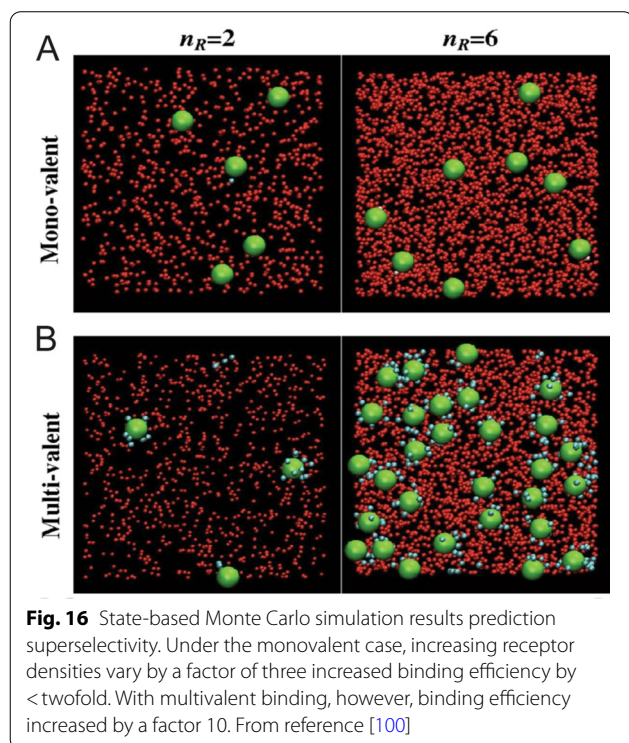 n_R=2
n_R=6
A
Mono-valent
B
Multi-valent
Fig. 16 State-based Monte Carlo simulation results prediction
superselectivity. Under the monovalent case, increasing receptor
densities vary by a factor of three increased binding efficiency by
< twofold. With multivalent binding, however, binding efficiency
increased by a factor 10. From reference [100]